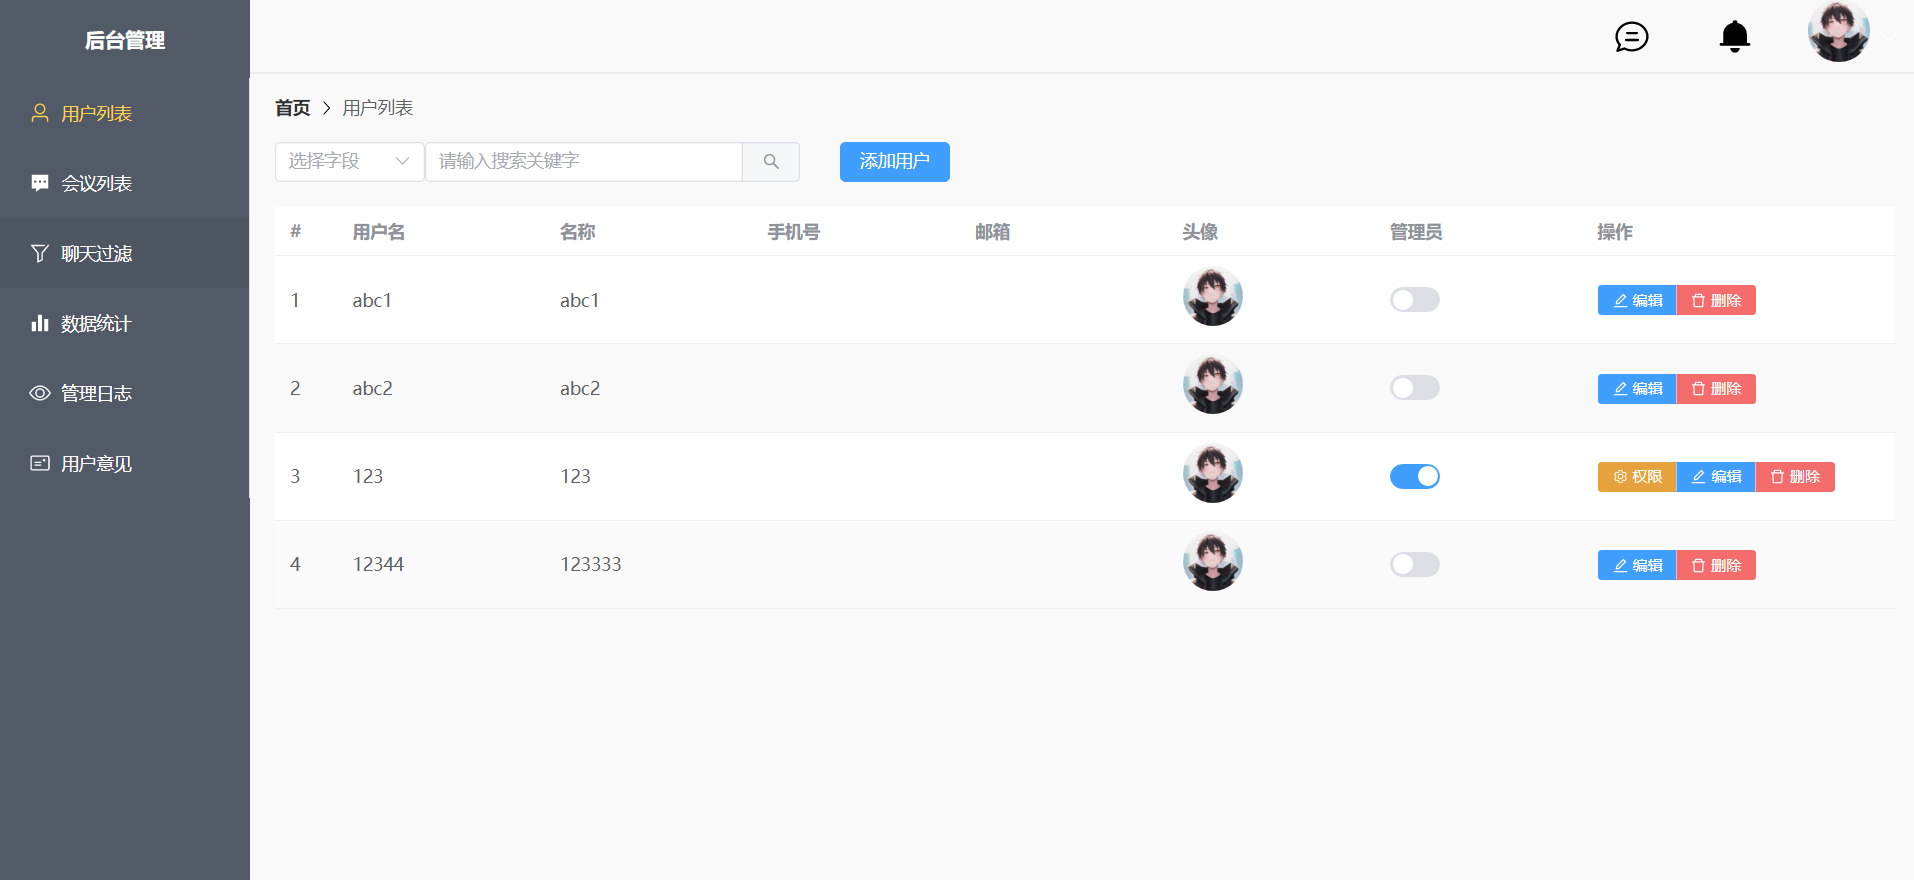 后台管理
用户列表
会议列表
聊天过滤
数据统计
管理日志
用户意见
首页 用户列表
选择字段 请输入搜索关键字 添加用户
# 用户名 名称 手机号 邮箱 头像 管理员 操作
1 abc1 abc1 编辑 删除
2 abc2 abc2 编辑 删除
3 123 123 权限 编辑 删除
4 12344 123333 编辑 删除